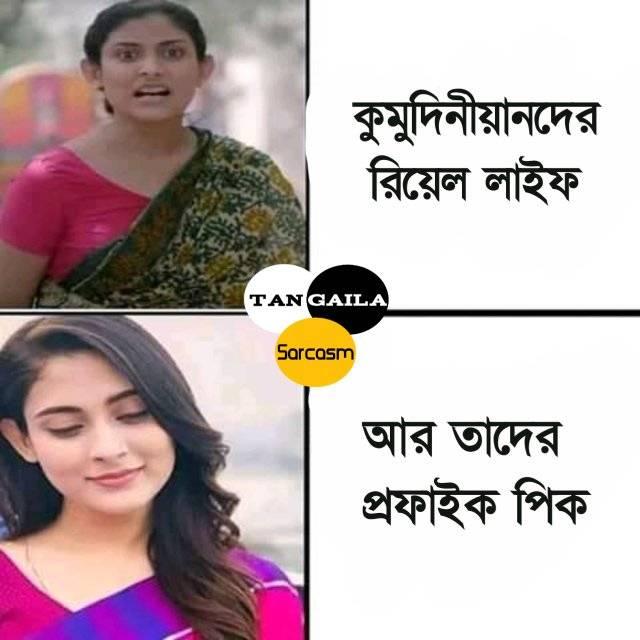 কুমুদিনীয়ানদের
রিয়েল লাইফ
TANGAILA
Sarcasm
আর তাদের
প্রফাইক পিক